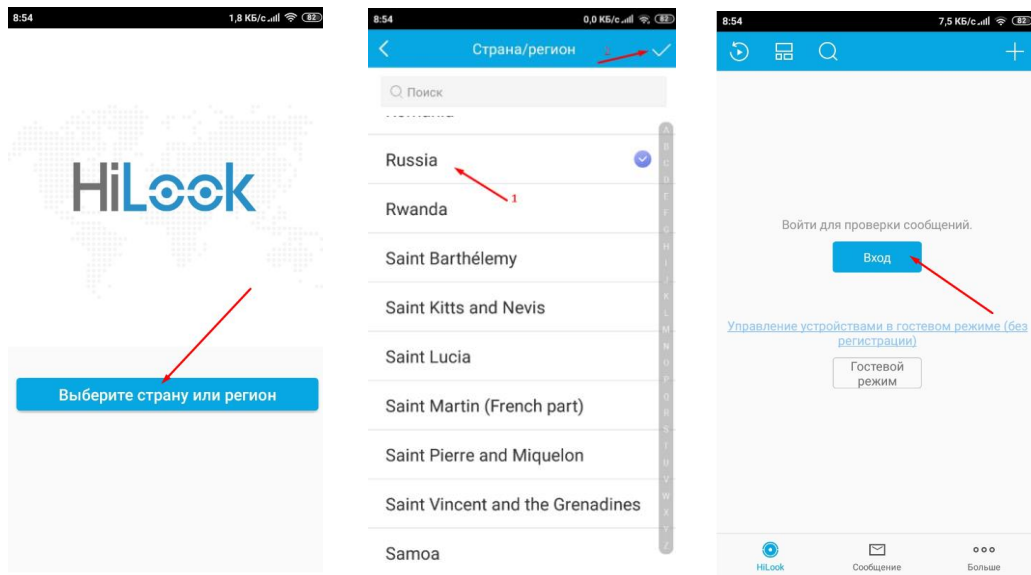 8:54
1,8 КБ/с
82
HiLook
Выберите страну или регион
8:54
0,0 КБ/с
82
Страна/регион
2
Поиск
Russia
1
Rwanda
Saint Barthélemy
Saint Kitts and Nevis
Saint Lucia
Saint Martin (French part)
Saint Pierre and Miquelon
Saint Vincent and the Grenadines
Samoa
A
B
C
D
E
F
G
H
I
J
K
L
M
N
O
P
Q
R
S
T
U
V
W
X
Y
Z
8:54
7,5 КБ/с
82
Войти для проверки сообщений.
Вход
Управление устройствами в гостевом режиме (без
регистрации)
Гостевой
режим
HiLook
Сообщение
Больше